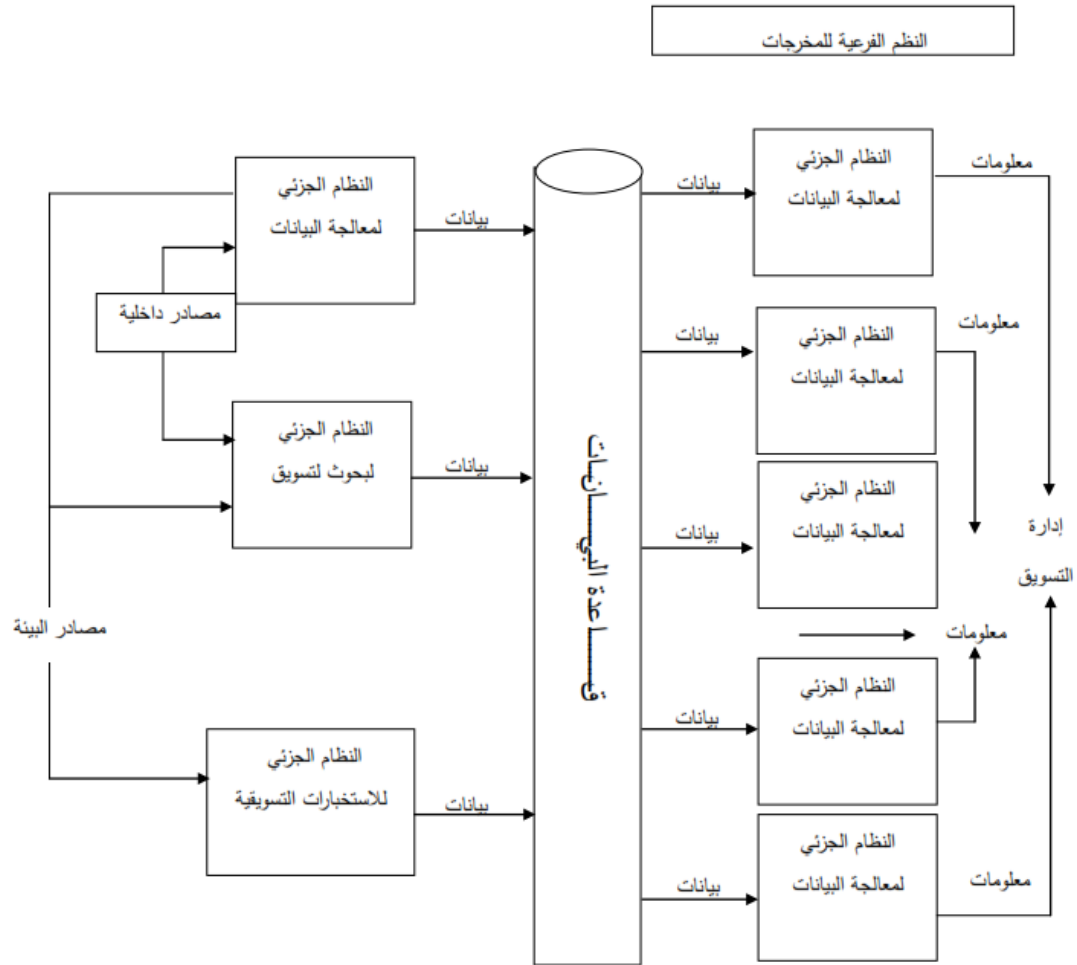 النظم الفرعية للمخرجات
النظام الجزئي
لمعالجة البيانات
معلومات
بيانات
النظام الجزئي
لمعالجة البيانات
بيانات
مصادر داخلية
النظام الجزئي
لمعالجة البيانات
معلومات
بيانات
النظام الجزئي
لبحوث لتسويق
بيانات
قـــــــاعدة البيـــــــانـات
النظام الجزئي
لمعالجة البيانات
بيانات
إدارة
التسويق
معلومات
مصادر البيئة
النظام الجزئي
لمعالجة البيانات
بيانات
النظام الجزئي
للاستخبارات التسويقية
بيانات
النظام الجزئي
لمعالجة البيانات
معلومات
بيانات